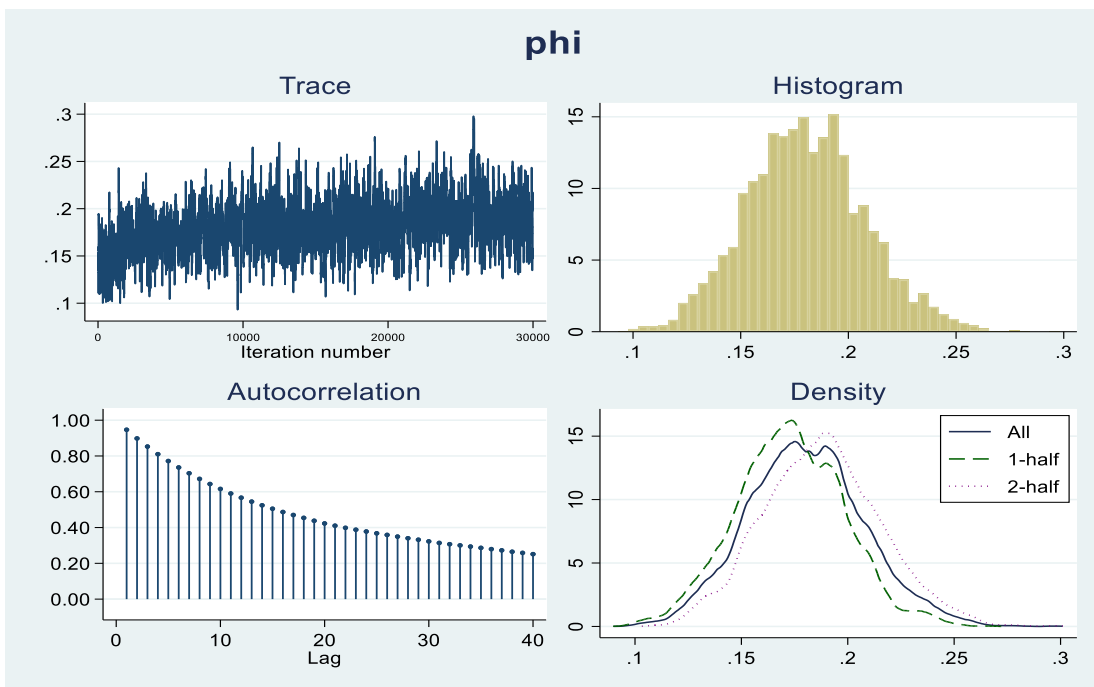 phi
Trace
.3
.25
.2
.15
.1
0 10000 20000 30000
Iteration number
Histogram
15
10
5
0
.1 .15 .2 .25 .3
Autocorrelation
1.00
0.80
0.60
0.40
0.20
0.00
0 10 20 30 40
Lag
Density
15
10
5
0
.1 .15 .2 .25 .3
All
1-half
2-half